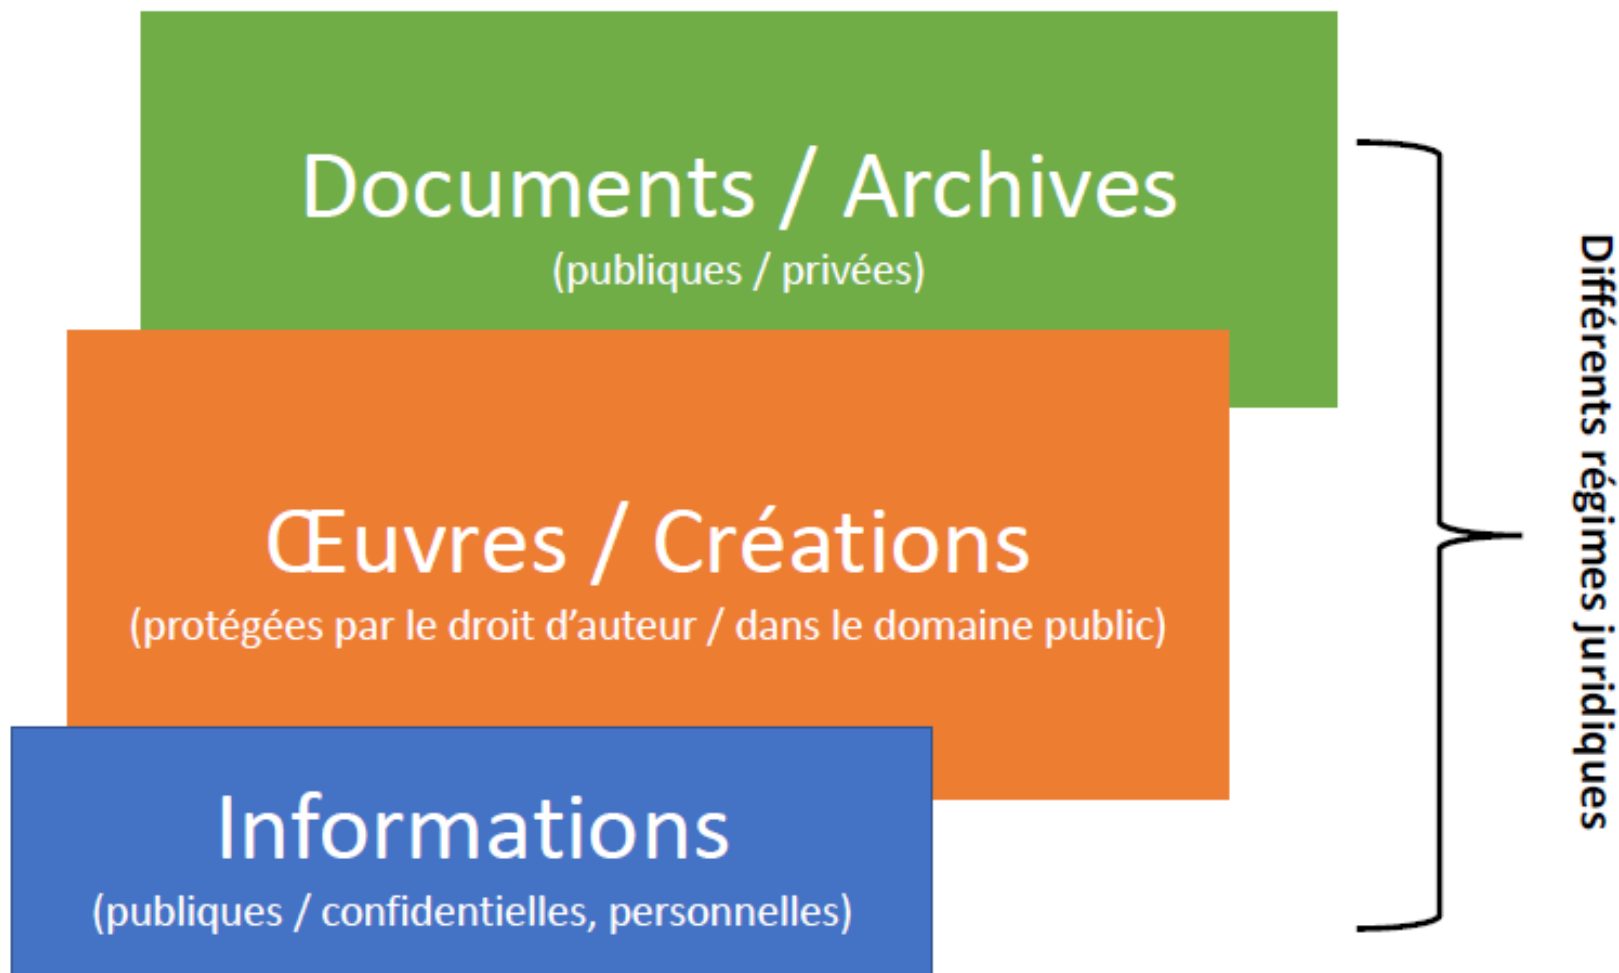 Documents / Archives
(publiques / privées)
Œuvres / Créations
(protégées par le droit d'auteur / dans le domaine public)
Informations
(publiques / confidentielles, personnelles)
Différents régimes juridiques